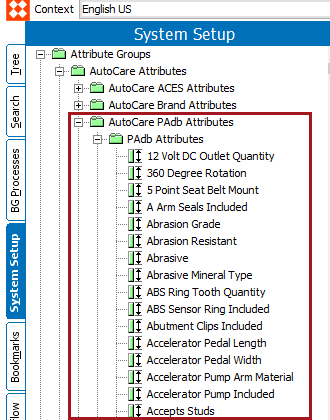 Context English US
System Setup
Tree
Search
BG Processes
System Setup
Bookmarks
Attribute Groups
AutoCare Attributes
AutoCare ACES Attributes
AutoCare Brand Attributes
AutoCare PAdb Attributes
PAdb Attributes
12 Volt DC Outlet Quantity
360 Degree Rotation
5 Point Seat Belt Mount
A Arm Seals Included
Abrasion Grade
Abrasion Resistant
Abrasive
Abrasive Mineral Type
ABS Ring Tooth Quantity
ABS Sensor Ring Included
Abutment Clips Included
Accelerator Pedal Length
Accelerator Pedal Width
Accelerator Pump Arm Material
Accelerator Pump Included
Accepts Studs